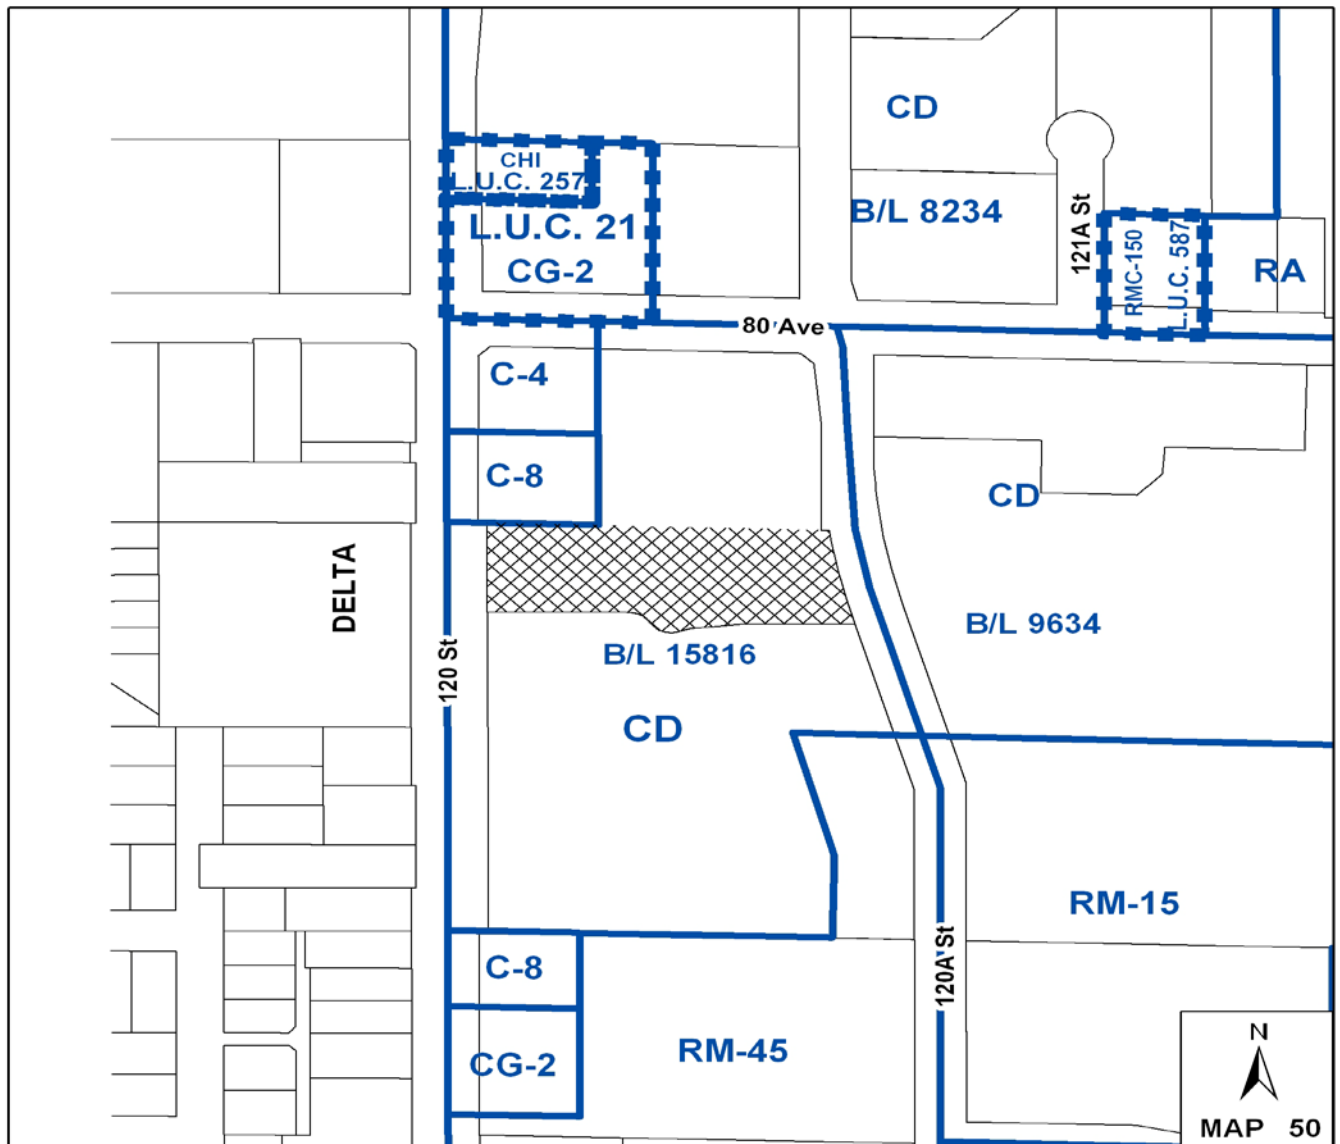 CD
CHI
L.U.C. 257
L.U.C. 21
CG-2
B/L 8234
121A St
RMC-150
L.U.C. 587
RA
80 Ave
C-4
C-8
CD
DELTA
B/L 9634
120 St
B/L 15816
CD
RM-15
C-8
120A St
CG-2
RM-45
N
MAP 50